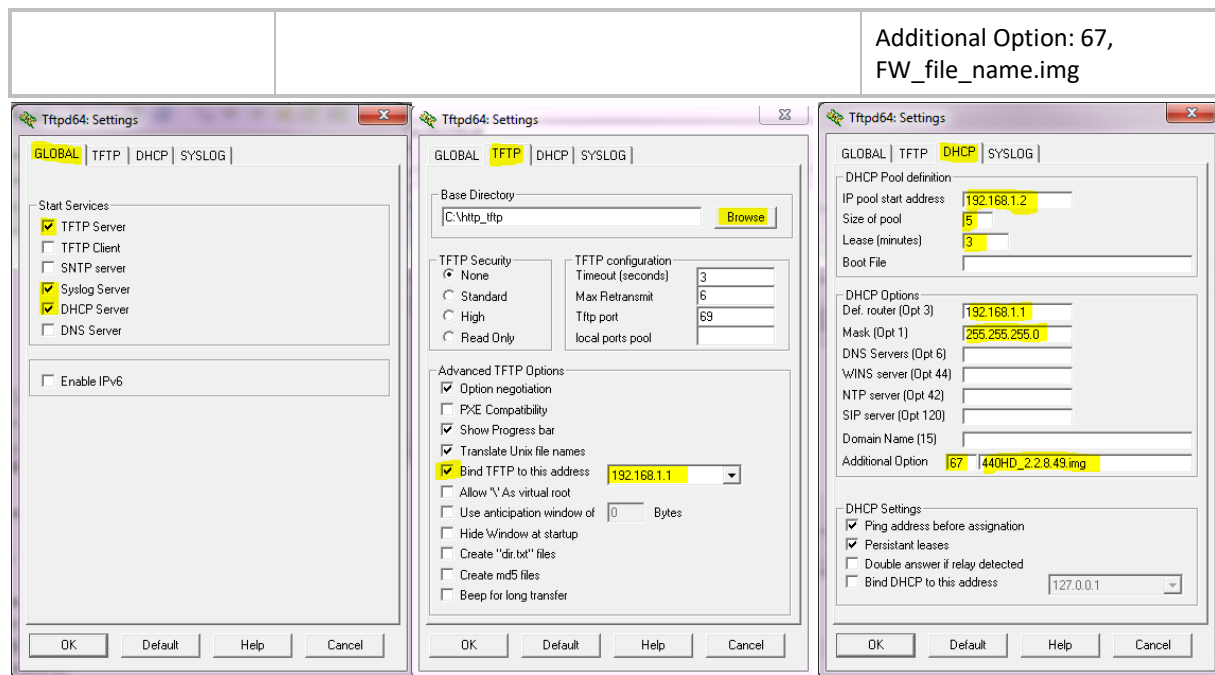 Additional Option: 67,
FW_file_name.img
Tftpd64: Settings
GLOBAL TFTP DHCP SYSLOG
Start Services
TFTP Server
TFTP Client
SNTP server
Syslog Server
DHCP Server
DNS Server
Enable IPv6
OK Default Help Cancel
Tftpd64: Settings
GLOBAL TFTP DHCP SYSLOG
Base Directory
C:\http_tftp Browse
TFTP Security
None
Standard
High
Read Only
TFTP configuration
Timeout (seconds) 3
Max Retransmit 6
Tftp port 69
local ports pool
Advanced TFTP Options
Option negotiation
PXE Compatibility
Show Progress bar
Translate Unix file names
Bind TFTP to this address 192.168.1.1
Allow '\' As virtual root
Use anticipation window of 0 Bytes
Hide Window at startup
Create "dir.txt" files
Create md5 files
Beep for long transfer
OK Default Help Cancel
Tftpd64: Settings
GLOBAL TFTP DHCP SYSLOG
DHCP Pool definition
IP pool start address 192.168.1.2
Size of pool 5
Lease (minutes) 3
Boot File
DHCP Options
Def. router (Opt 3) 192.168.1.1
Mask (Opt 1) 255.255.255.0
DNS Servers (Opt 6)
WINS server (Opt 44)
NTP server (Opt 42)
SIP server (Opt 120)
Domain Name (15)
Additional Option 67 440HD_2.2.8.49.img
DHCP Settings
Ping address before assignation
Persistant leases
Double answer if relay detected
Bind DHCP to this address 127.0.0.1
OK Default Help Cancel